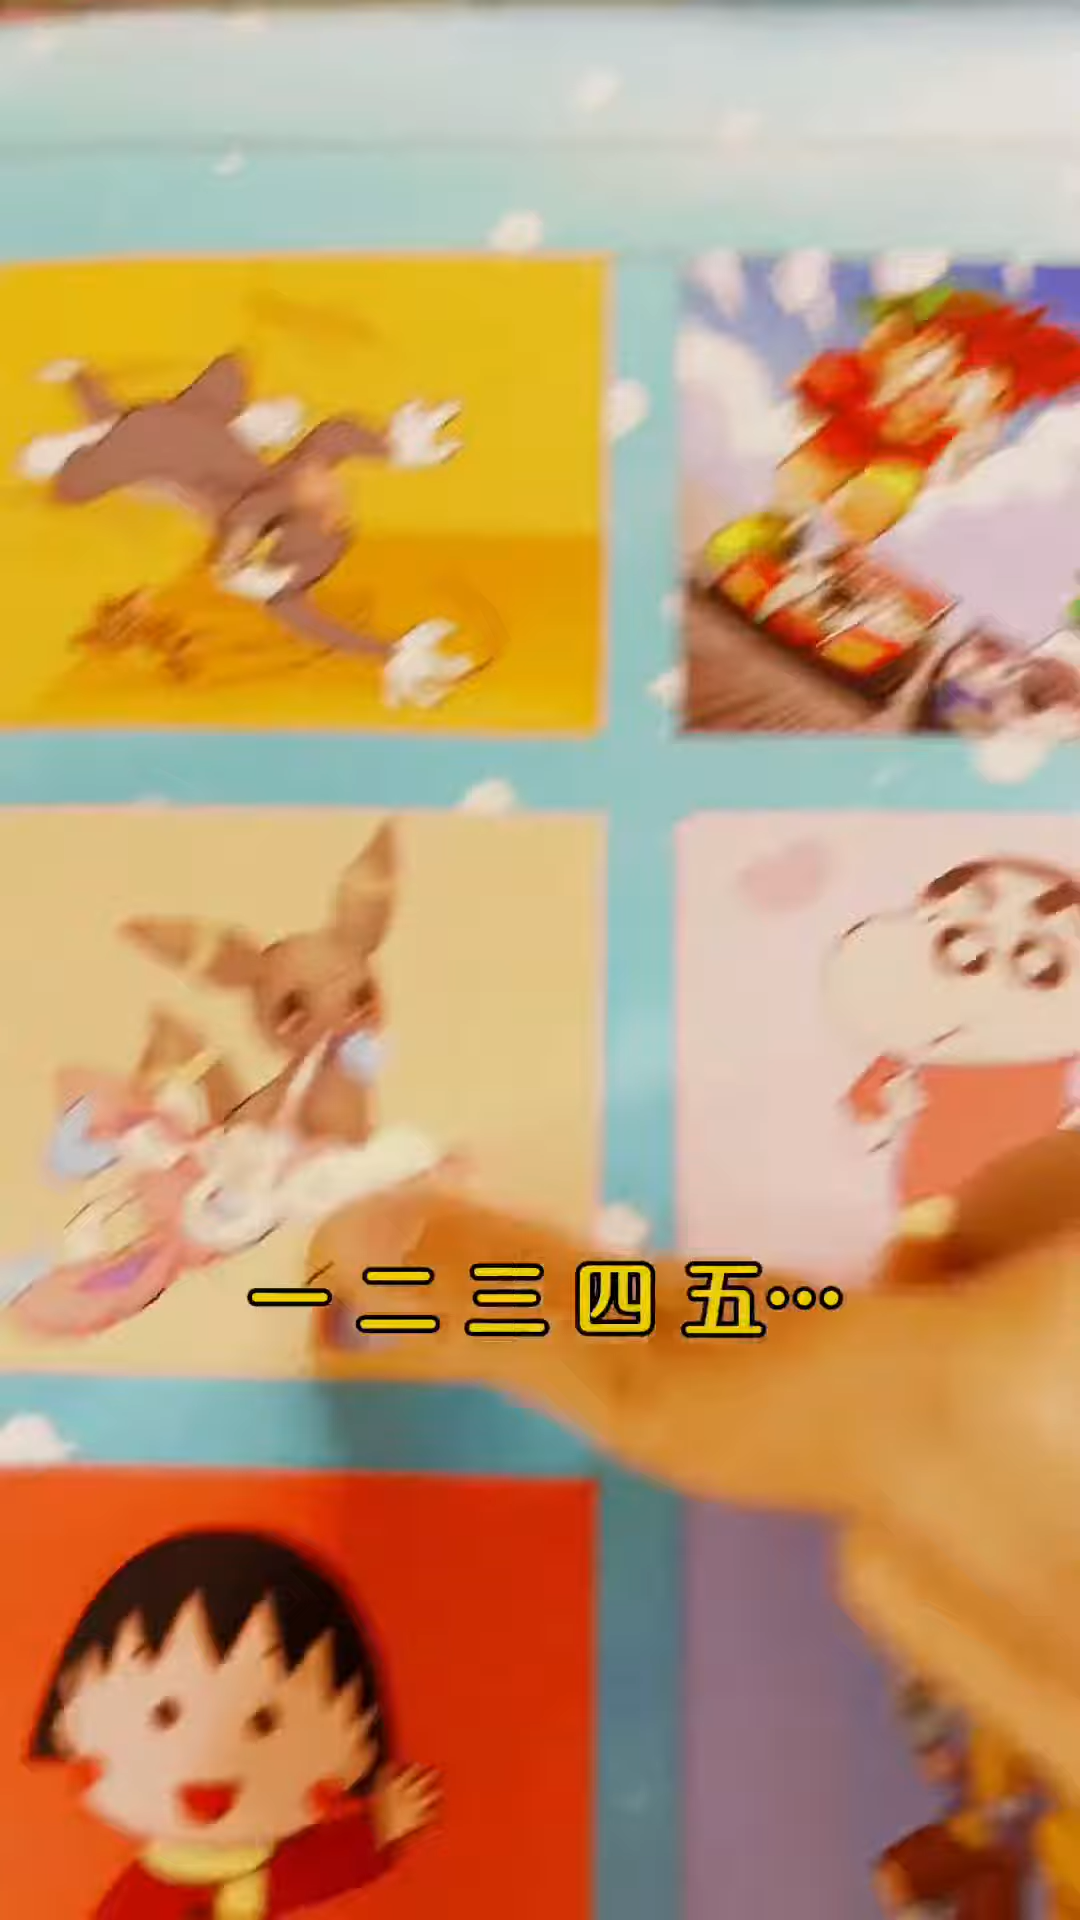 一 二 三 四 五…